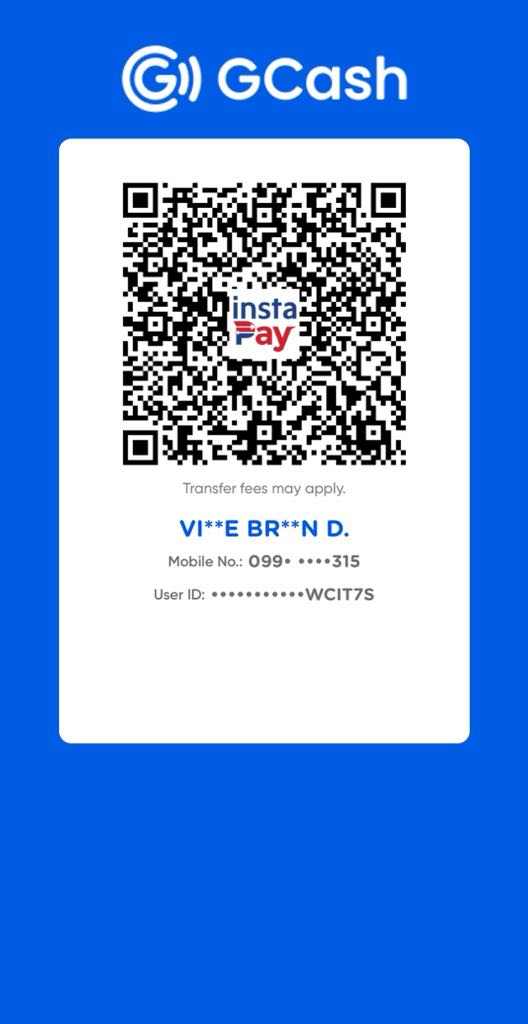 GCash
insta
Pay
Transfer fees may apply.
VI**E BR**N D.
Mobile No.: 099• ••••315
User ID: •••••••••••WCIT7S